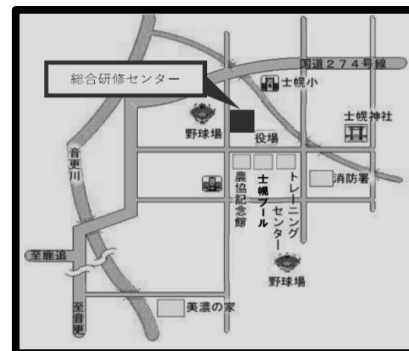 国道274号線
総合研修センター
士幌小
士幌神社
野球場
役場
音更川
農協記念館
士幌プール
トレーニングセンター
消防署
野球場
至鹿追
至音更
美濃の家